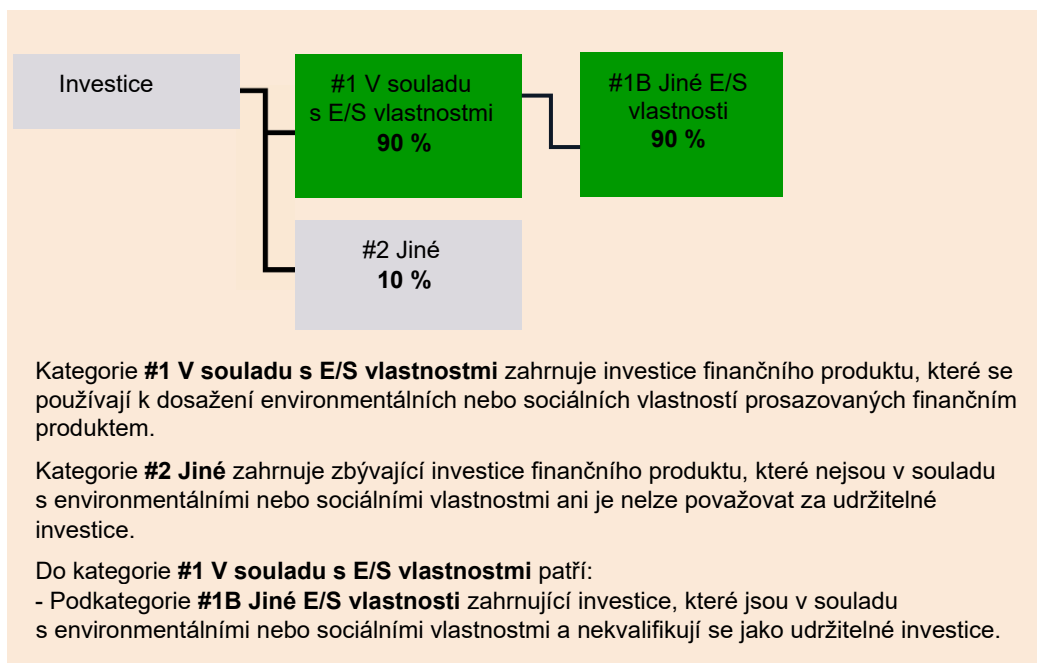 Investice
#1 V souladu
s E/S vlastnostmi
90 %
#1B Jiné E/S
vlastnosti
90 %
#2 Jiné
10 %
Kategorie #1 V souladu s E/S vlastnostmi zahrnuje investice finančního produktu, které se
používají k dosažení environmentálních nebo sociálních vlastností prosazovaných finančním
produktem.
Kategorie #2 Jiné zahrnuje zbývající investice finančního produktu, které nejsou v souladu
s environmentálními nebo sociálními vlastnostmi ani je nelze považovat za udržitelné
investice.
Do kategorie #1 V souladu s E/S vlastnostmi patří:
- Podkategorie #1B Jiné E/S vlastnosti zahrnující investice, které jsou v souladu
s environmentálními nebo sociálními vlastnostmi a nekvalifikují se jako udržitelné investice.